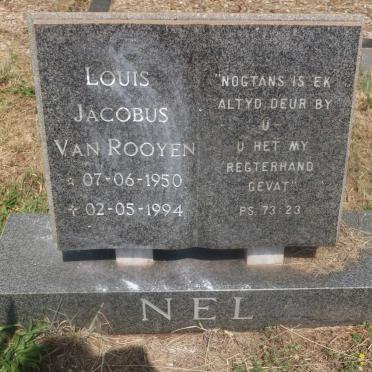 LOUIS
JACOBUS
VAN ROOYEN
☆ 07-06-1950
✝ 02-05-1994
"NOGTANS IS EK
ALTYD DEUR BY
U-
U HET MY
REGTERHAND
GEVAT"
PS. 73:23
NEL